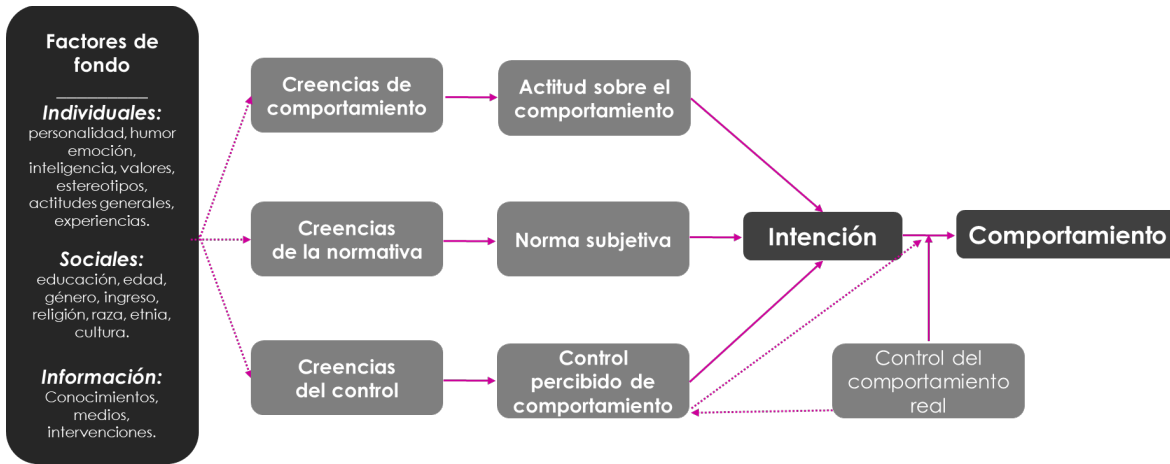 Factores de
fondo
Individuales:
personalidad, humor
emoción,
inteligencia, valores,
estereotipos,
actitudes generales,
experiencias.
Sociales:
educación, edad,
género, ingreso,
religión, raza, etnia,
cultura.
Información:
Conocimientos,
medios,
intervenciones.
Creencias de
comportamiento
Actitud sobre el
comportamiento
Creencias
de la normativa
Norma subjetiva
Intención
Comportamiento
Creencias
del control
Control
percibido de
comportamiento
Control del
comportamiento
real